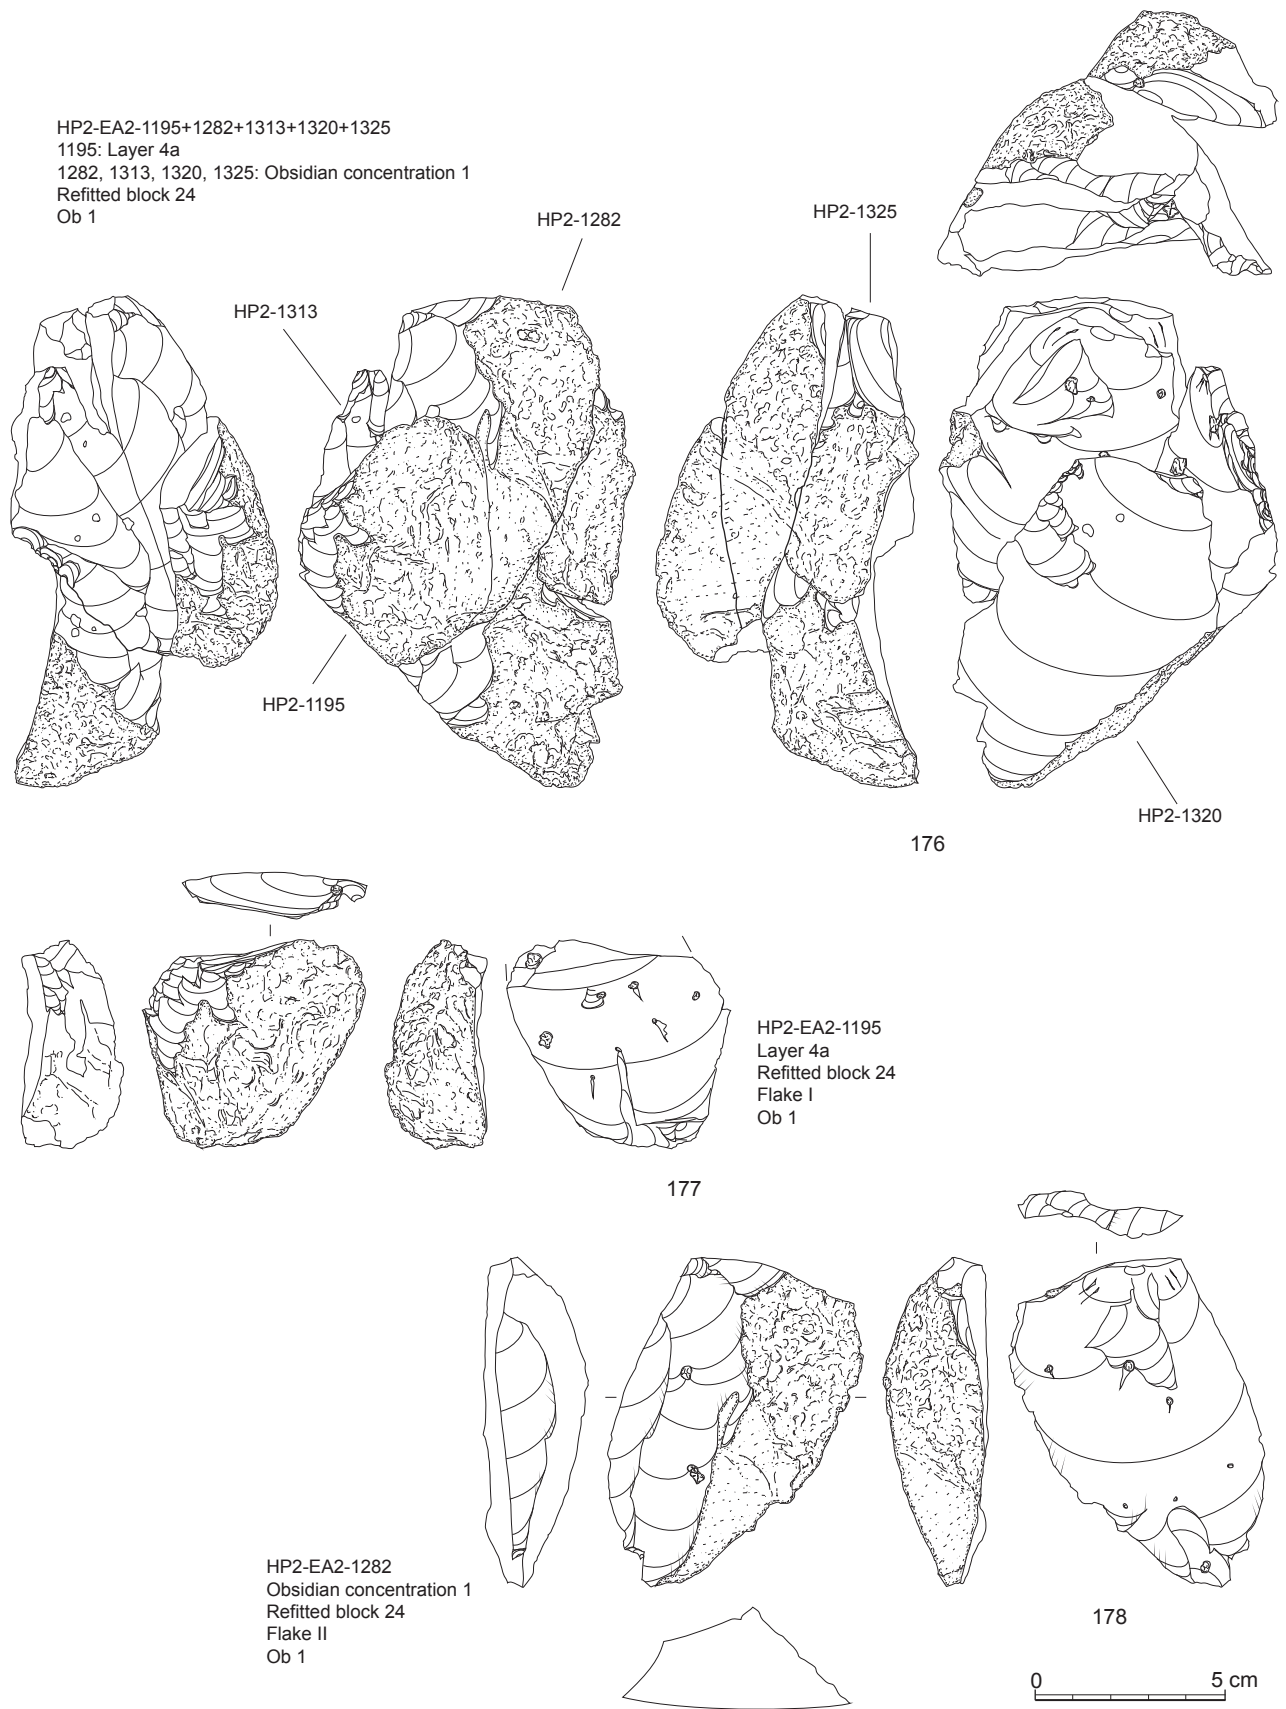 HP2-EA2-1195+1282+1313+1320+1325
1195: Layer 4a
1282, 1313, 1320, 1325: Obsidian concentration 1
Refitted block 24
Ob 1
HP2-1282
HP2-1325
HP2-1313
HP2-1195
HP2-1320
176
HP2-EA2-1195
Layer 4a
Refitted block 24
Flake I
Ob 1
177
HP2-EA2-1282
Obsidian concentration 1
Refitted block 24
Flake II
Ob 1
178
0 5 cm